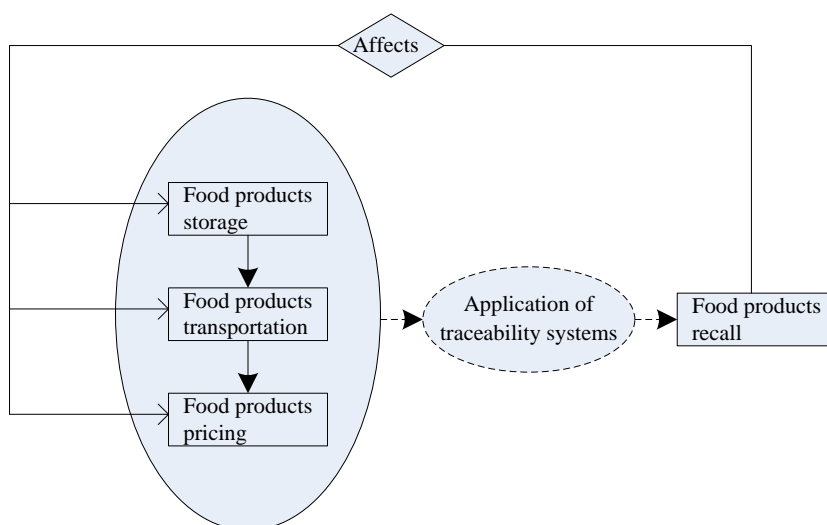 Affects
Food products
storage
Food products
transportation
Food products
pricing
Application of
traceability systems
Food products
recall